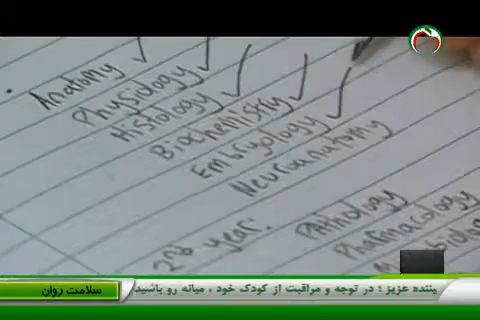 Anatomy
Physiology
Histology
Biochemistry
Embryology
Neuroanatomy
2nd year:
Pathology
Pharmacology
سلامت روان
بیننده عزیز ؛ در توجه و مراقبت از کودک خود ، میانه رو باشید